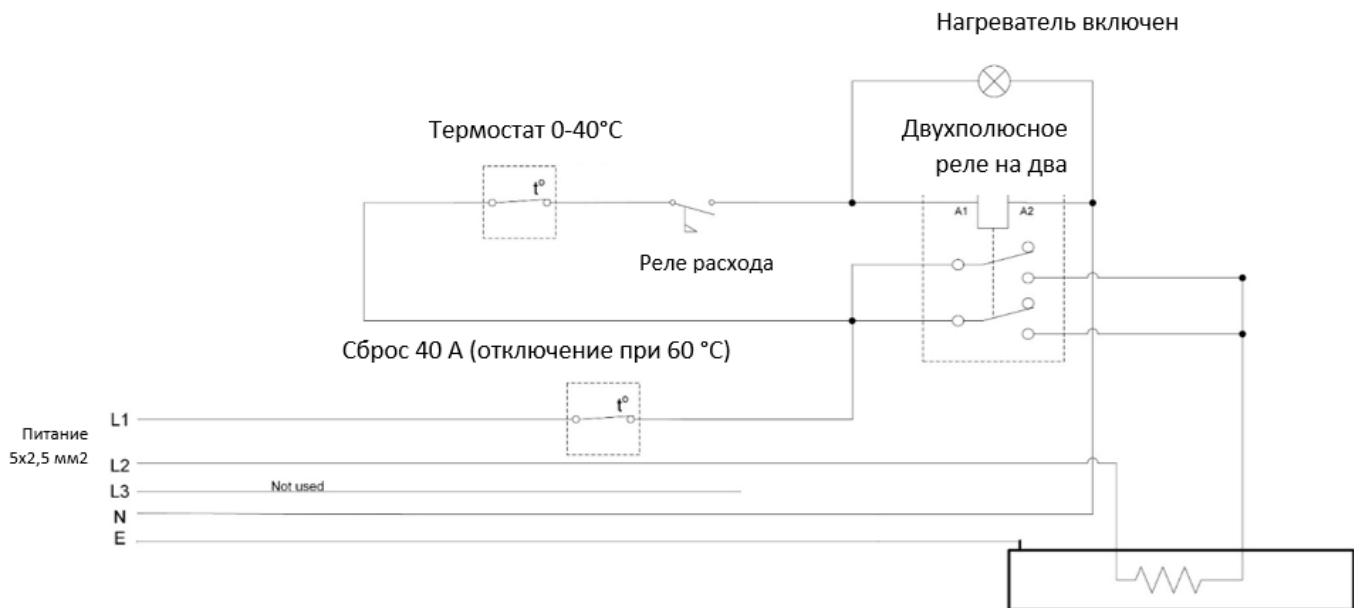 Нагреватель включен
Термостат 0-40°C
Двухполюсное
реле на два
t°
A1
A2
Реле расхода
Сброс 40 А (отключение при 60 °C)
t°
L1
Питание
5x2,5 мм2
L2
L3
Not used
N
E